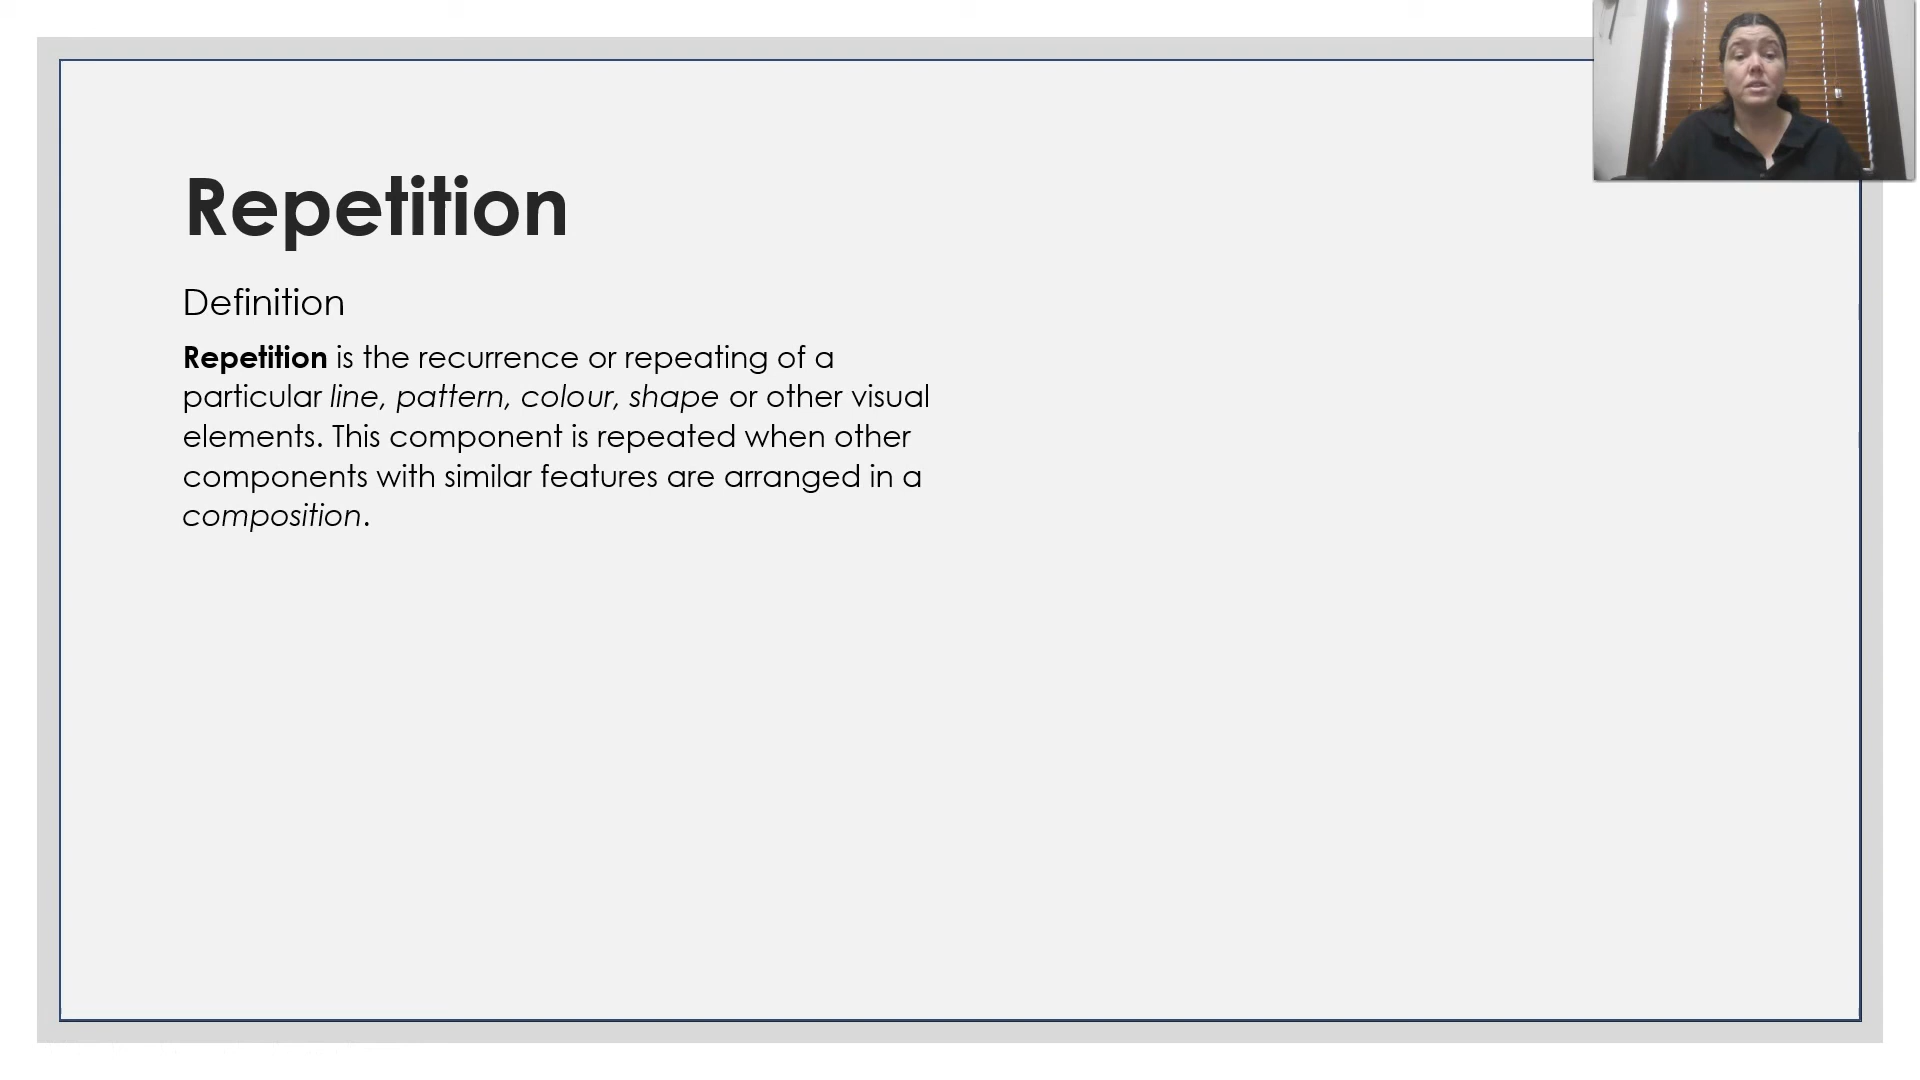 Repetition
Definition
Repetition is the recurrence or repeating of a
particular line, pattern, colour, shape or other visual
elements. This component is repeated when other
components with similar features are arranged in a
composition.